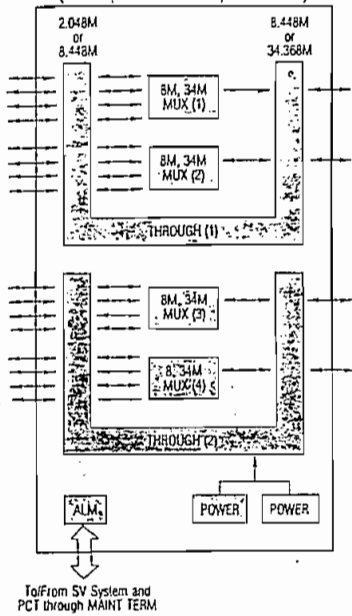 2.048M 8.448M
or or
8.448M 34.368M
8M, 34M
MUX (1)
8M, 34M
MUX (2)
THROUGH (1)
8M, 34M
MUX (3)
8, 34M
MUX (4)
THROUGH (2)
ALM POWER POWER
To/From SV System and
PCT through MAINT TERM